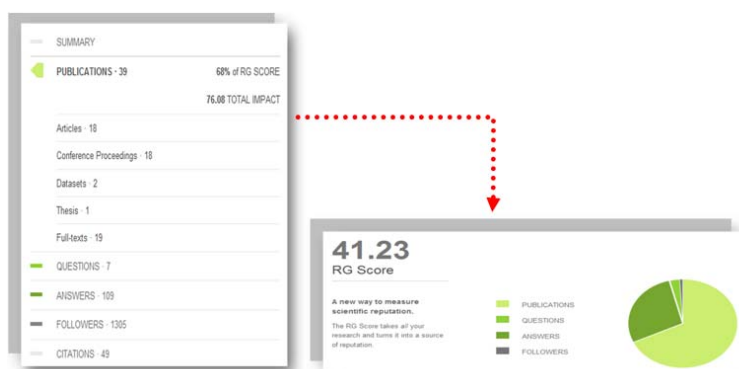 SUMMARY
PUBLICATIONS · 39 68% of RG SCORE
76.08 TOTAL IMPACT
Articles · 18
Conference Proceedings · 18
Datasets · 2
Thesis · 1
Full-texts · 19
QUESTIONS · 7
ANSWERS · 109
FOLLOWERS · 1305
CITATIONS · 49
41.23
RG Score
A new way to measure
scientific reputation.
The RG Score takes all your
research and turns it into a source
of reputation.
PUBLICATIONS
QUESTIONS
ANSWERS
FOLLOWERS